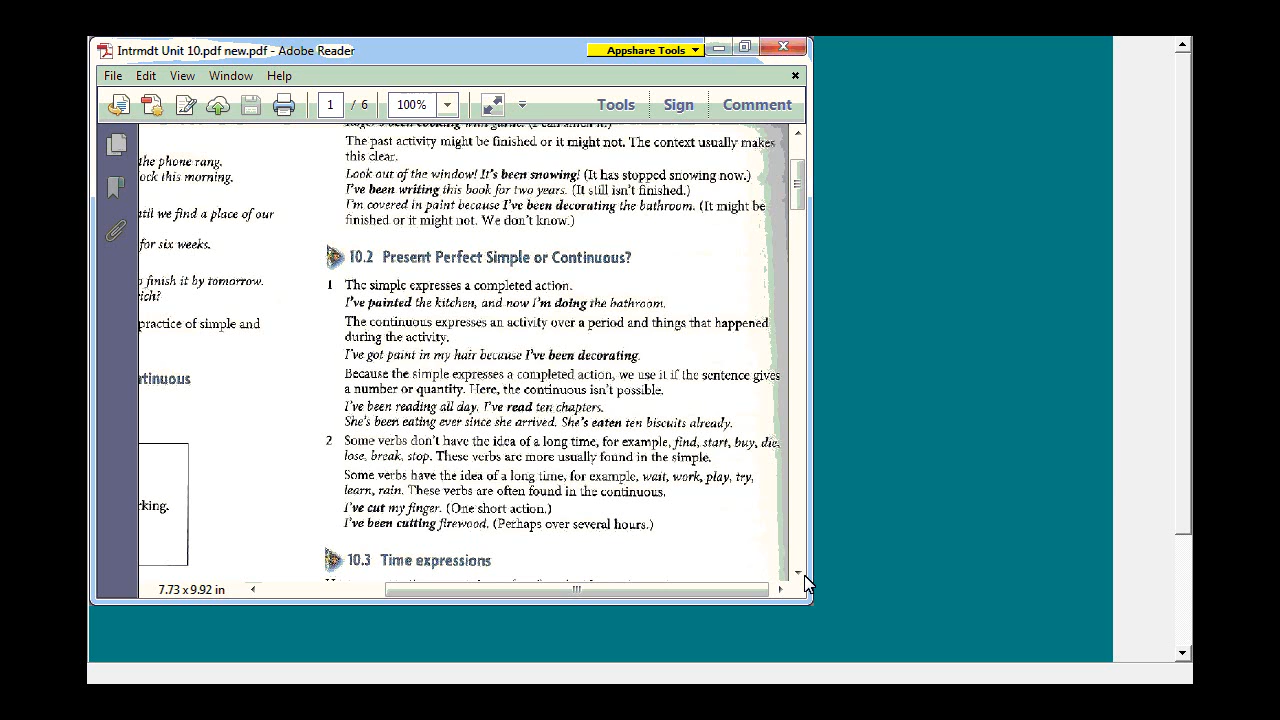 Intrmdt Unit 10.pdf new.pdf - Adobe Reader
Appshare Tools
File Edit View Window Help
1 / 6 100% Tools Sign Comment
the phone rang.
ock this morning.
ntil we find a place of our
for six weeks.
finish it by tomorrow.
ich?
practice of simple and
ntinuous
rking.
The past activity might be finished or it might not. The context usually makes
this clear.
Look out of the window! It's been snowing! (It has stopped snowing now.)
I've been writing this book for two years. (It still isn't finished.)
I'm covered in paint because I've been decorating the bathroom. (It might be
finished or it might not. We don't know.)
10.2 Present Perfect Simple or Continuous?
1 The simple expresses a completed action.
I've painted the kitchen, and now I'm doing the bathroom.
The continuous expresses an activity over a period and things that happened
during the activity.
I've got paint in my hair because I've been decorating.
Because the simple expresses a completed action, we use it if the sentence gives
a number or quantity. Here, the continuous isn't possible.
I've been reading all day. I've read ten chapters.
She's been eating ever since she arrived. She's eaten ten biscuits already.
2 Some verbs don't have the idea of a long time, for example, find, start, buy, die,
lose, break, stop. These verbs are more usually found in the simple.
Some verbs have the idea of a long time, for example, wait, work, play, try,
learn, rain. These verbs are often found in the continuous.
I've cut my finger. (One short action.)
I've been cutting firewood. (Perhaps over several hours.)
10.3 Time expressions
7.73 x 9.92 in